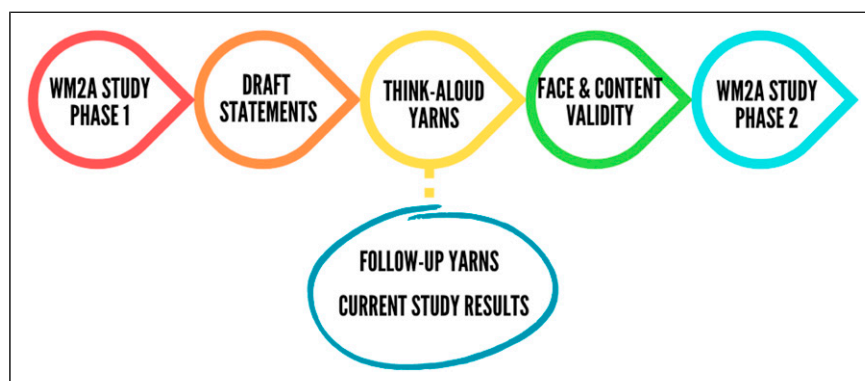 WM2A STUDY
PHASE 1
DRAFT
STATEMENTS
THINK-ALOUD
YARNS
FACE & CONTENT
VALIDITY
WM2A STUDY
PHASE 2
FOLLOW-UP YARNS
CURRENT STUDY RESULTS